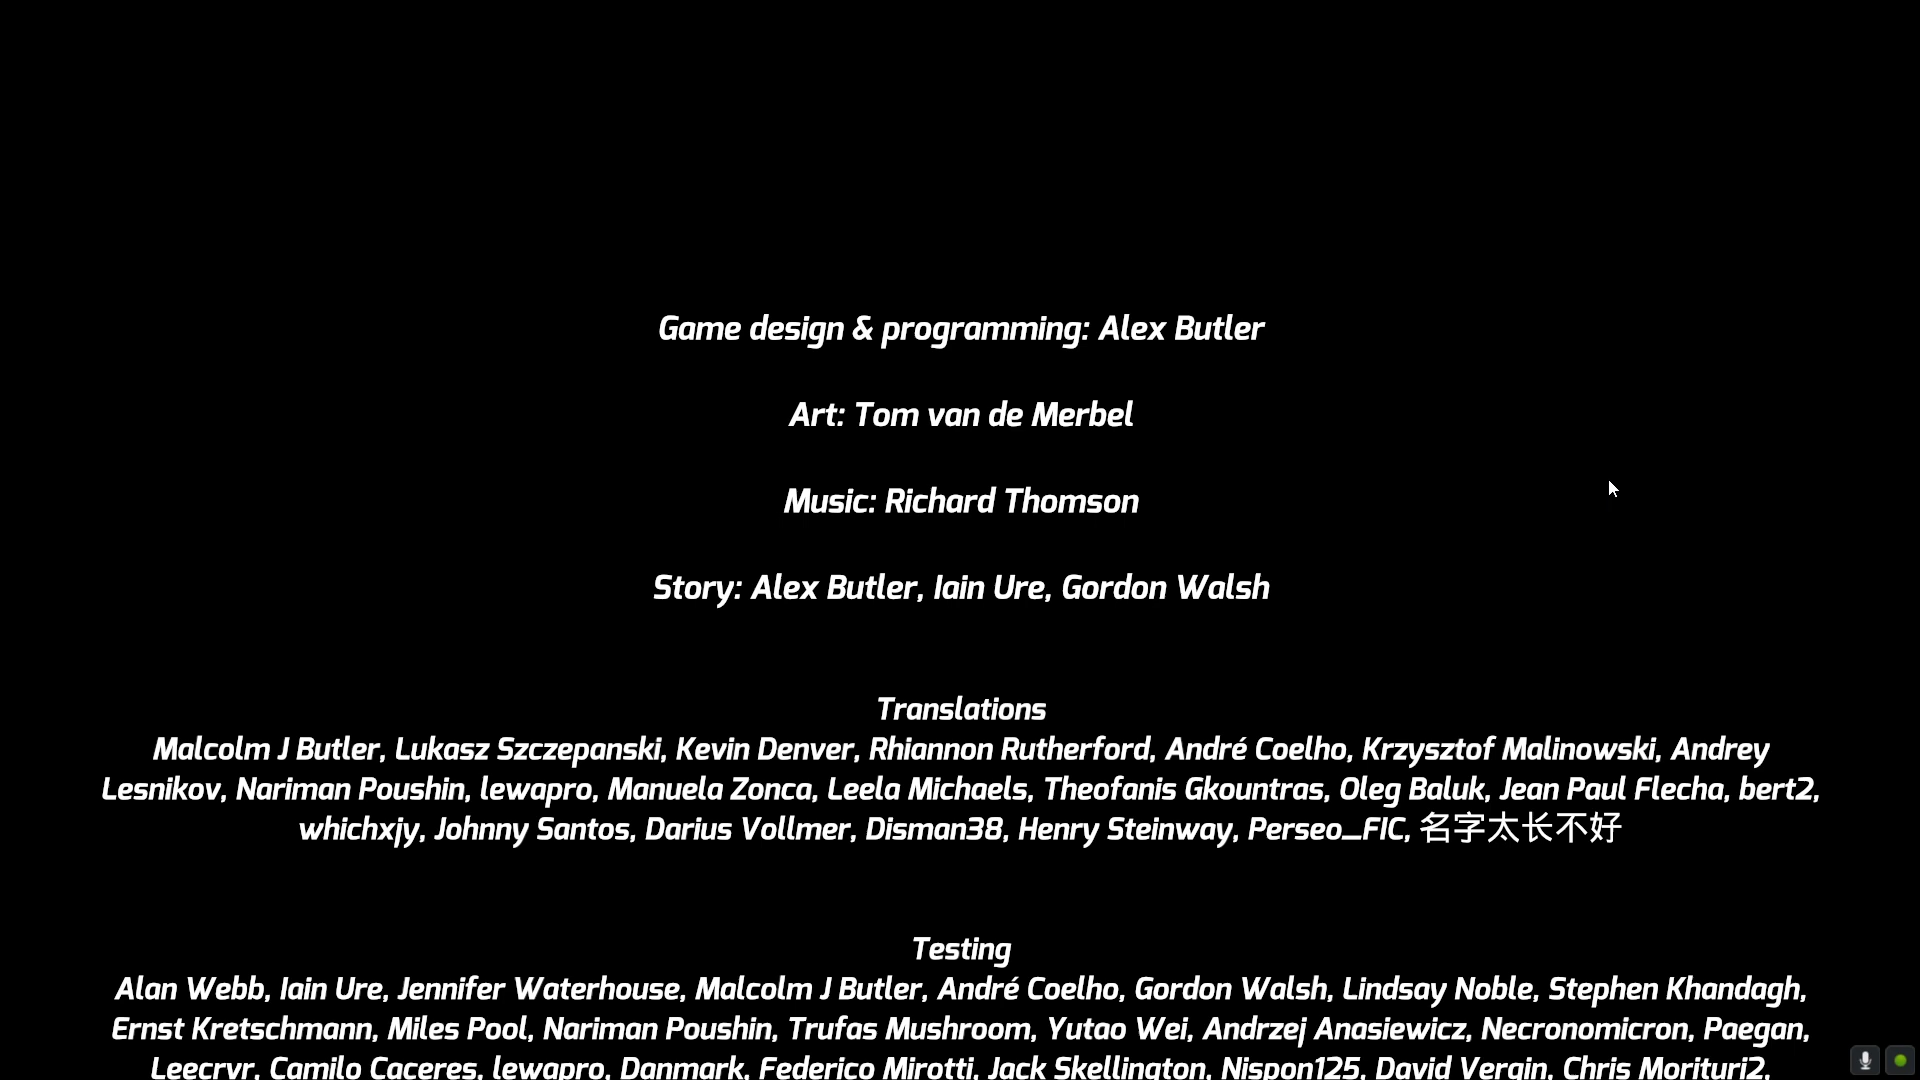 Game design & programming: Alex Butler
Art: Tom van de Merbel
Music: Richard Thomson
Story: Alex Butler, Iain Ure, Gordon Walsh
Translations
Malcolm J Butler, Lukasz Szczepanski, Kevin Denver, Rhiannon Rutherford, André Coelho, Krzysztof Malinowski, Andrey
Lesnikov, Nariman Poushin, lewapro, Manuela Zonca, Leela Michaels, Theofanis Gkountras, Oleg Baluk, Jean Paul Flecha, bert2,
whichxjy, Johnny Santos, Darius Vollmer, Disman38, Henry Steinway, Perseo_FIC, 名字太长不好
Testing
Alan Webb, Iain Ure, Jennifer Waterhouse, Malcolm J Butler, André Coelho, Gordon Walsh, Lindsay Noble, Stephen Khandagh,
Ernst Kretschmann, Miles Pool, Nariman Poushin, Trufas Mushroom, Yutao Wei, Andrzej Anasiewicz, Necronomicron, Paegan,
Leecryr, Camilo Caceres, lewapro, Danmark, Federico Mirotti, Jack Skellington, Nispon125, David Vergin, Chris Morituri2,